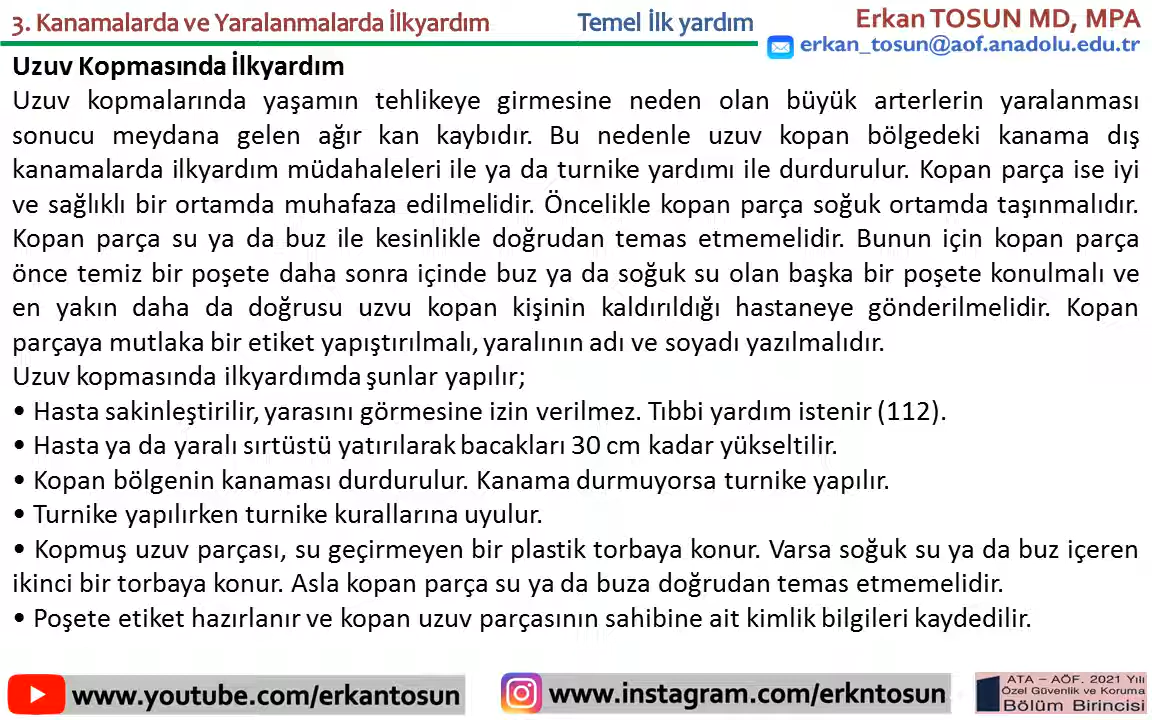 3. Kanamalarda ve Yaralanmalarda İlkyardım
Temel İlk yardım
Erkan TOSUN MD, MPA
erkan_tosun@aof.anadolu.edu.tr
Uzuv Kopmasında İlkyardım
Uzuv kopmalarında yaşamın tehlikeye girmesine neden olan büyük arterlerin yaralanması
sonucu meydana gelen ağır kan kaybıdır. Bu nedenle uzuv kopan bölgedeki kanama dış
kanamalarda ilkyardım müdahaleleri ile ya da turnike yardımı ile durdurulur. Kopan parça ise iyi
ve sağlıklı bir ortamda muhafaza edilmelidir. Öncelikle kopan parça soğuk ortamda taşınmalıdır.
Kopan parça su ya da buz ile kesinlikle doğrudan temas etmemelidir. Bunun için kopan parça
önce temiz bir poşete daha sonra içinde buz ya da soğuk su olan başka bir poşete konulmalı ve
en yakın daha da doğrusu uzvu kopan kişinin kaldırıldığı hastaneye gönderilmelidir. Kopan
parçaya mutlaka bir etiket yapıştırılmalı, yaralının adı ve soyadı yazılmalıdır.
Uzuv kopmasında ilkyardımda şunlar yapılır;
• Hasta sakinleştirilir, yarasını görmesine izin verilmez. Tıbbi yardım istenir (112).
• Hasta ya da yaralı sırtüstü yatırılarak bacakları 30 cm kadar yükseltilir.
• Kopan bölgenin kanaması durdurulur. Kanama durmuyorsa turnike yapılır.
• Turnike yapılırken turnike kurallarına uyulur.
• Kopmuş uzuv parçası, su geçirmeyen bir plastik torbaya konur. Varsa soğuk su ya da buz içeren
ikinci bir torbaya konur. Asla kopan parça su ya da buza doğrudan temas etmemelidir.
• Poşete etiket hazırlanır ve kopan uzuv parçasının sahibine ait kimlik bilgileri kaydedilir.
www.youtube.com/erkantosun
www.instagram.com/erkntosun
ATA – AÖF. 2021 Yılı
Özel Güvenlik ve Koruma
Bölüm Birincisi